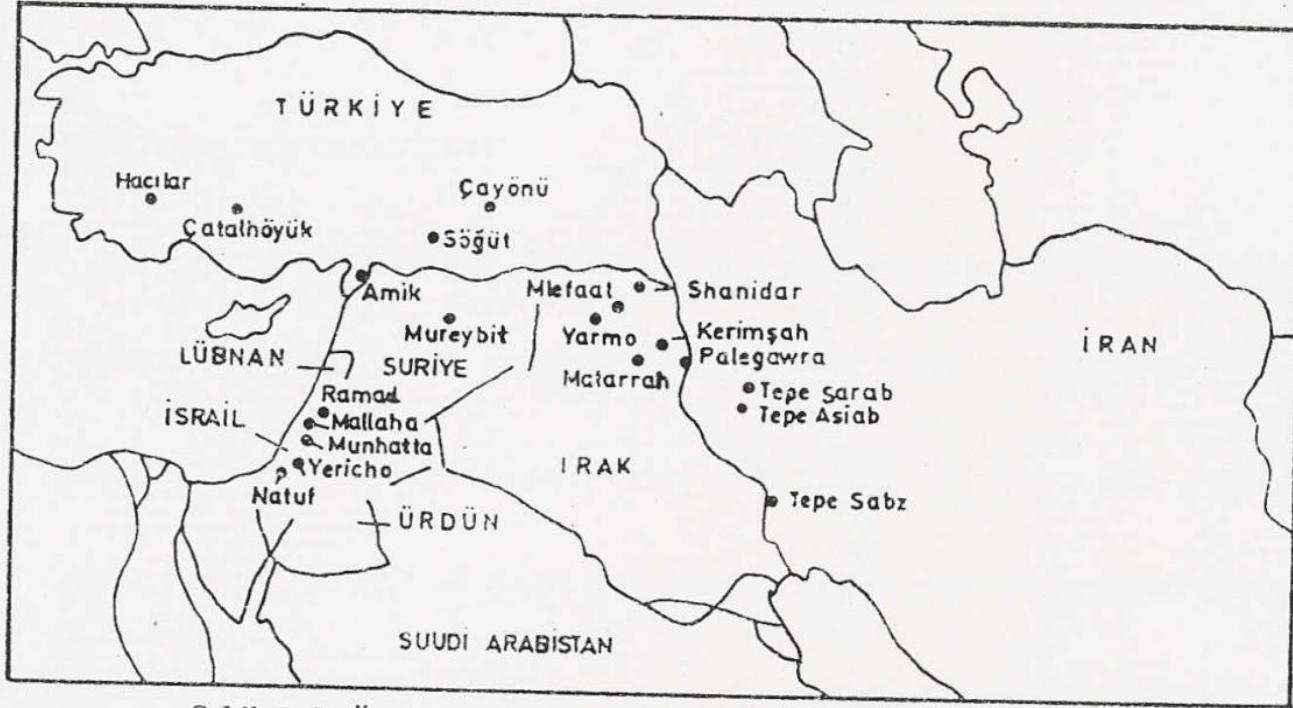 TÜRKİYE
Hacılar
Çatalhöyük
Çayönü
Söğüt
Amik
Mureybit
Mlefaat
Shanidar
Yarmo
Kerimşah
Palegawra
Matarrah
LÜBNAN
SURİYE
İRAN
Tepe Sarab
Tepe Asiab
Ramad
İSRAİL
Mallaha
Munhatta
Yericho
IRAK
Natuf
Tepe Sabz
ÜRDÜN
SUUDİ ARABİSTAN